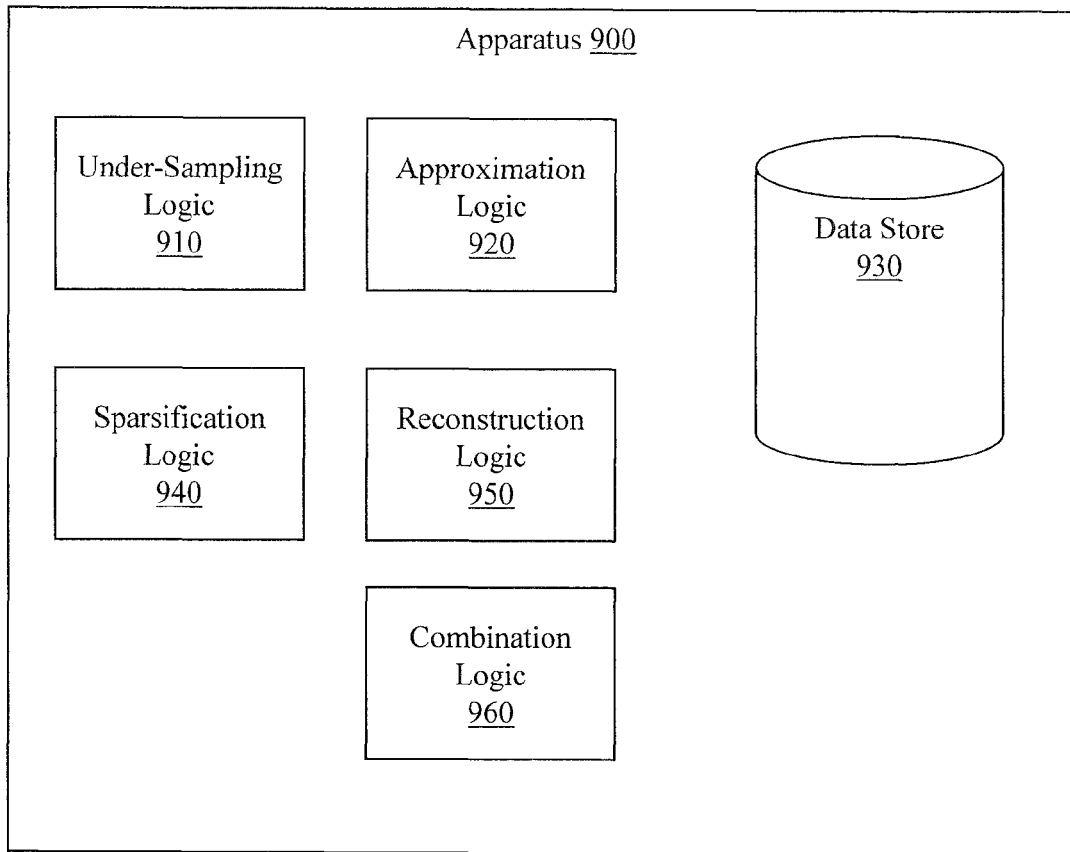 Apparatus 900
Under-Sampling
Logic
910
Approximation
Logic
920
Data Store
930
Sparsification
Logic
940
Reconstruction
Logic
950
Combination
Logic
960